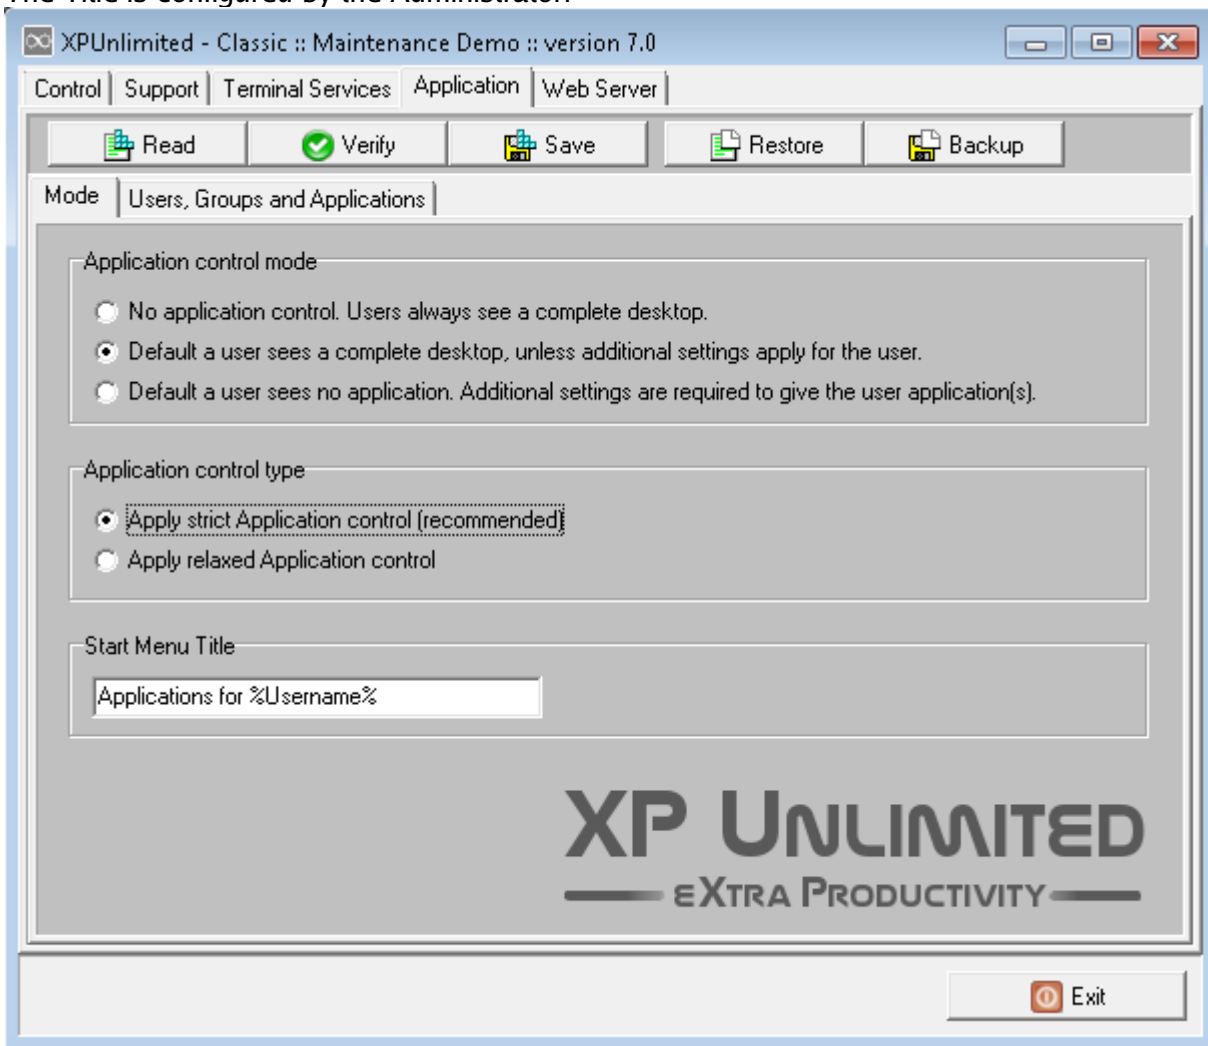 The Title is configured by the Administrator.
XPUnlimited - Classic :: Maintenance Demo :: version 7.0
Control Support Terminal Services Application Web Server
Read Verify Save Restore Backup
Mode Users, Groups and Applications
Application control mode
No application control. Users always see a complete desktop.
Default a user sees a complete desktop, unless additional settings apply for the user.
Default a user sees no application. Additional settings are required to give the user application(s).
Application control type
Apply strict Application control (recommended)
Apply relaxed Application control
Start Menu Title
Applications for %Username%
XP UNLIMITED
EXTRA PRODUCTIVITY
Exit